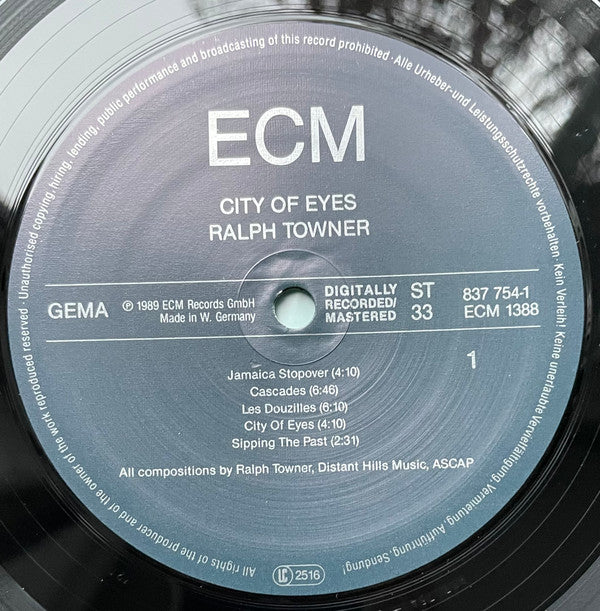 ECM
CITY OF EYES
RALPH TOWNER
GEMA
℗ 1989 ECM Records GmbH
Made in W. Germany
DIGITALLY
RECORDED/
MASTERED
ST
33
837 754-1
ECM 1388
1
Jamaica Stopover (4:10)
Cascades (6:46)
Les Douzilles (6:10)
City Of Eyes (4:10)
Sipping The Past (2:31)
All compositions by Ralph Towner, Distant Hills Music, ASCAP
All rights of the producer and of the owner of the work reproduced reserved · Unauthorised copying, hiring, lending, public performance and broadcasting of this record prohibited · Alle Urheber-und Leistungsschutzrechte vorbehalten · Kein Verleih! Keine unerlaubte Vervielfältigung, Vermietung, Aufführung, Sendung!
LC 2516